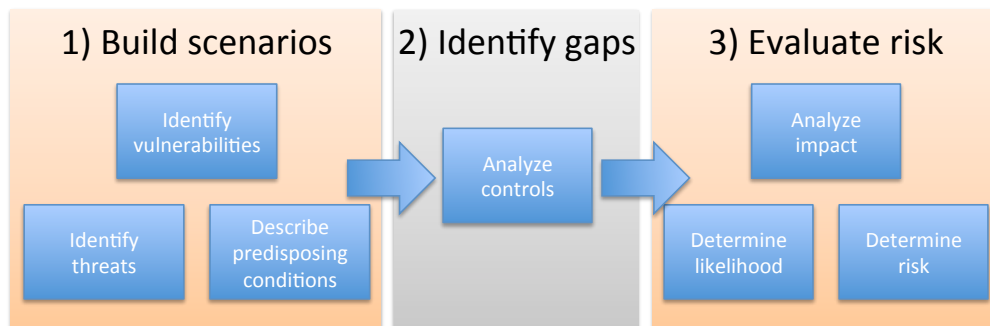 1) Build scenarios
Identify
vulnerabilities
Identify
threats
Describe
predisposing
conditions
2) Identify gaps
Analyze
controls
3) Evaluate risk
Analyze
impact
Determine
likelihood
Determine
risk